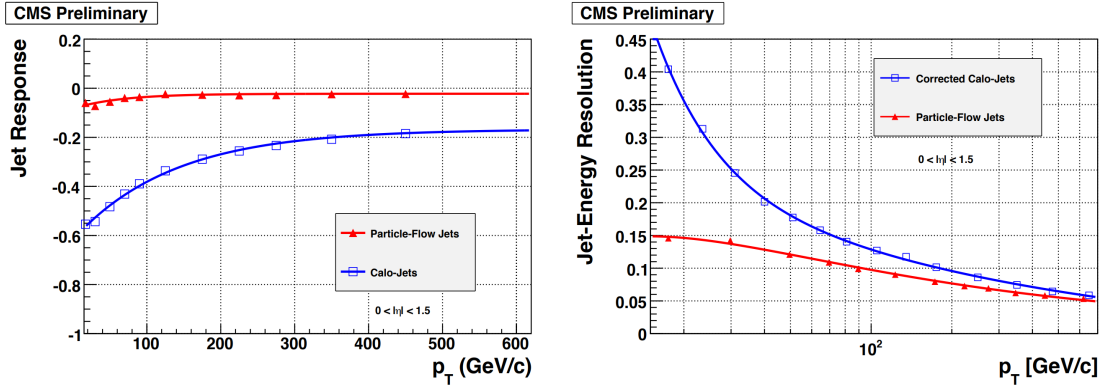 CMS Preliminary
Jet Response
0.2
0
-0.2
-0.4
-0.6
-0.8
-1
Particle-Flow Jets
Calo-Jets
0 < |η| < 1.5
100 200 300 400 500 600
p_T (GeV/c)
CMS Preliminary
Jet-Energy Resolution
0.45
0.4
0.35
0.3
0.25
0.2
0.15
0.1
0.05
0
Corrected Calo-Jets
Particle-Flow Jets
0 < |η| < 1.5
10²
p_T [GeV/c]